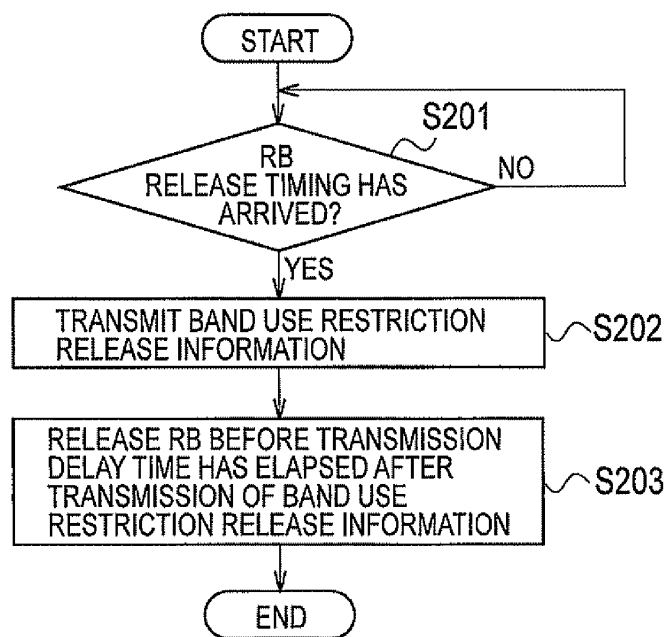 START
S201
RB
RELEASE TIMING HAS
ARRIVED?
NO
YES
TRANSMIT BAND USE RESTRICTION
RELEASE INFORMATION
S202
RELEASE RB BEFORE TRANSMISSION
DELAY TIME HAS ELAPSED AFTER
TRANSMISSION OF BAND USE
RESTRICTION RELEASE INFORMATION
S203
END